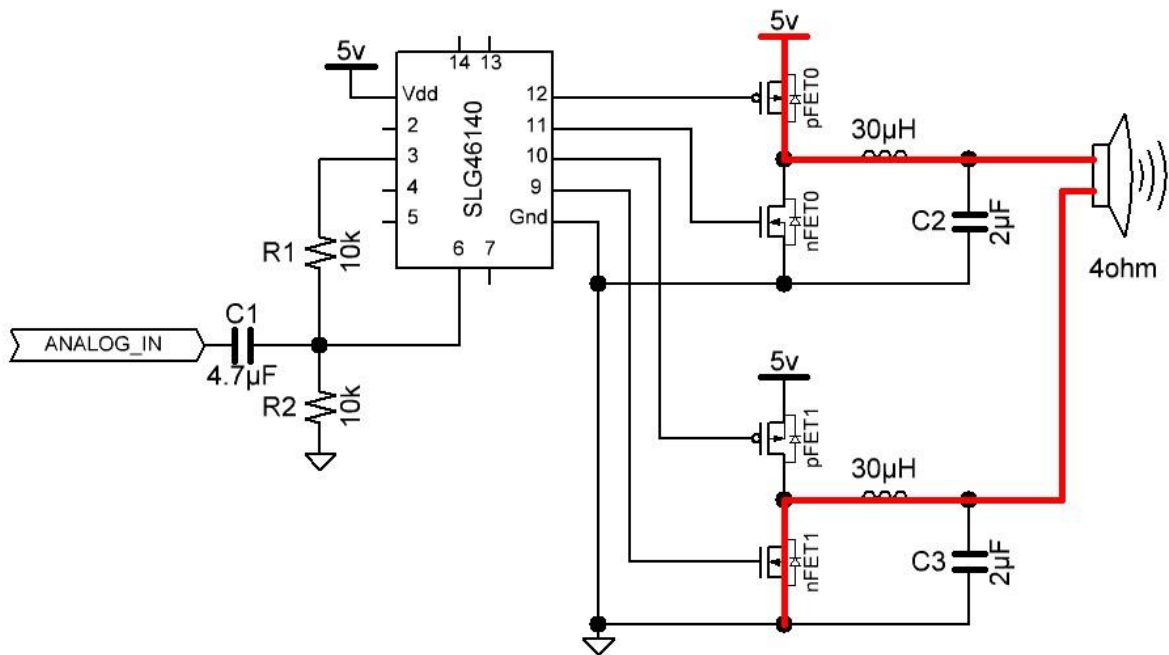 5v
5v
14
13
Vdd
2
3
4
5
6
7
SLG46140
12
11
10
9
Gnd
pFET0
nFET0
30µH
C2
2µF
4ohm
R1
10k
ANALOG_IN
C1
4.7µF
R2
10k
5v
pFET1
nFET1
30µH
C3
2µF